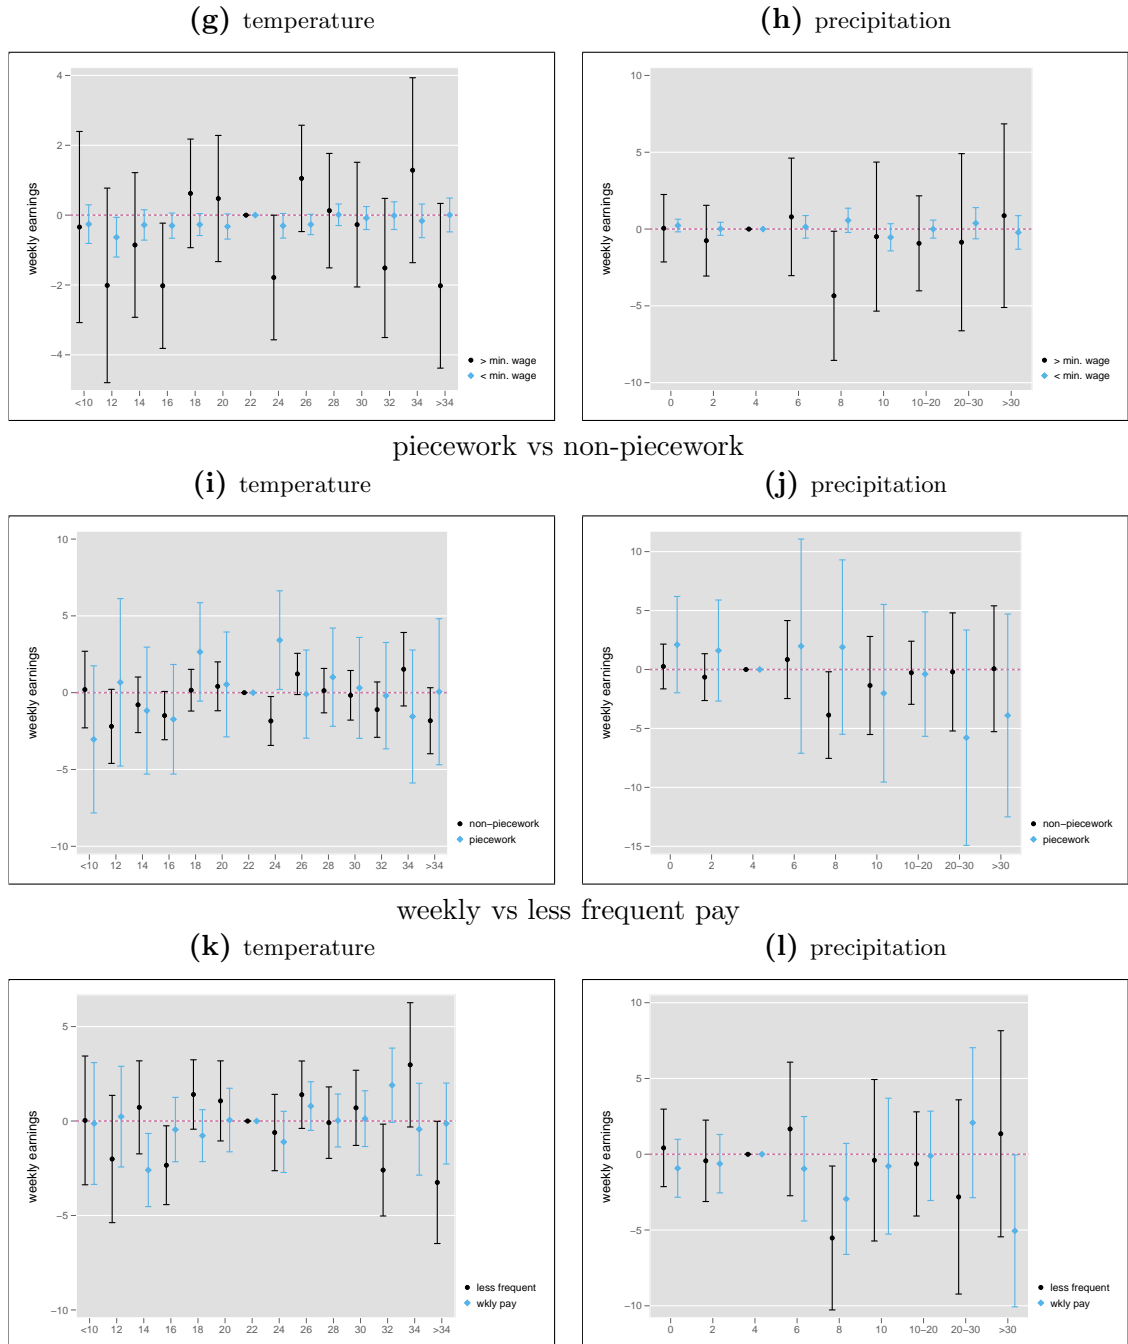 (g) temperature
(h) precipitation
weekly earnings
4
2
0
−2
−4
<10 12 14 16 18 20 22 24 26 28 30 32 34 >34
> min. wage
< min. wage
weekly earnings
10
5
0
−5
−10
0 2 4 6 8 10 10−20 20−30 >30
> min. wage
< min. wage
piecework vs non-piecework
(i) temperature
(j) precipitation
weekly earnings
10
5
0
−5
−10
<10 12 14 16 18 20 22 24 26 28 30 32 34 >34
non−piecework
piecework
weekly earnings
10
5
0
−5
−10
−15
0 2 4 6 8 10 10−20 20−30 >30
non−piecework
piecework
weekly vs less frequent pay
(k) temperature
(l) precipitation
weekly earnings
5
0
−5
−10
<10 12 14 16 18 20 22 24 26 28 30 32 34 >34
less frequent
wkly pay
weekly earnings
10
5
0
−5
−10
0 2 4 6 8 10 10−20 20−30 >30
less frequent
wkly pay